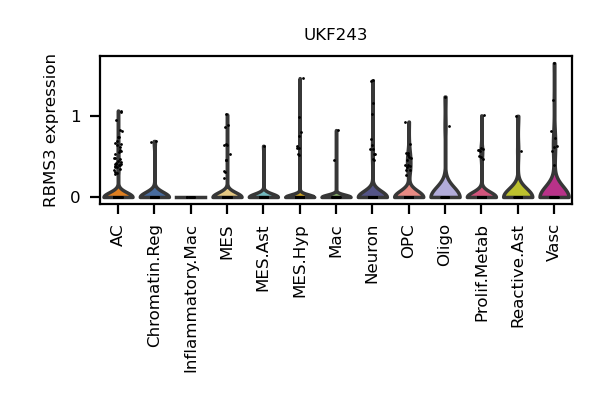 UKF243
RBMS3 expression
1
0
AC
Chromatin.Reg
Inflammatory.Mac
MES
MES.Ast
MES.Hyp
Mac
Neuron
OPC
Oligo
Prolif.Metab
Reactive.Ast
Vasc